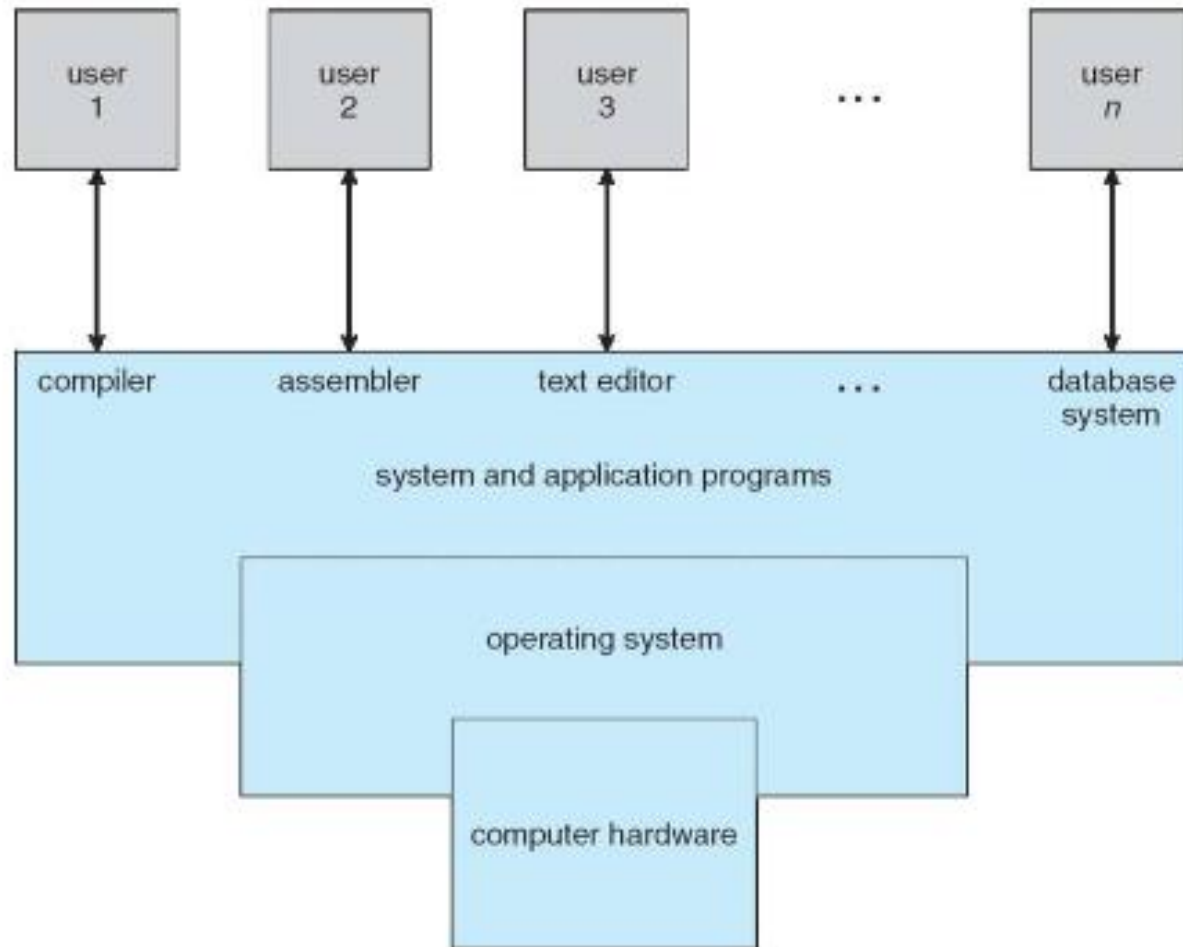 user
1
user
2
user
3
...
user
n
compiler
assembler
text editor
...
database
system
system and application programs
operating system
computer hardware